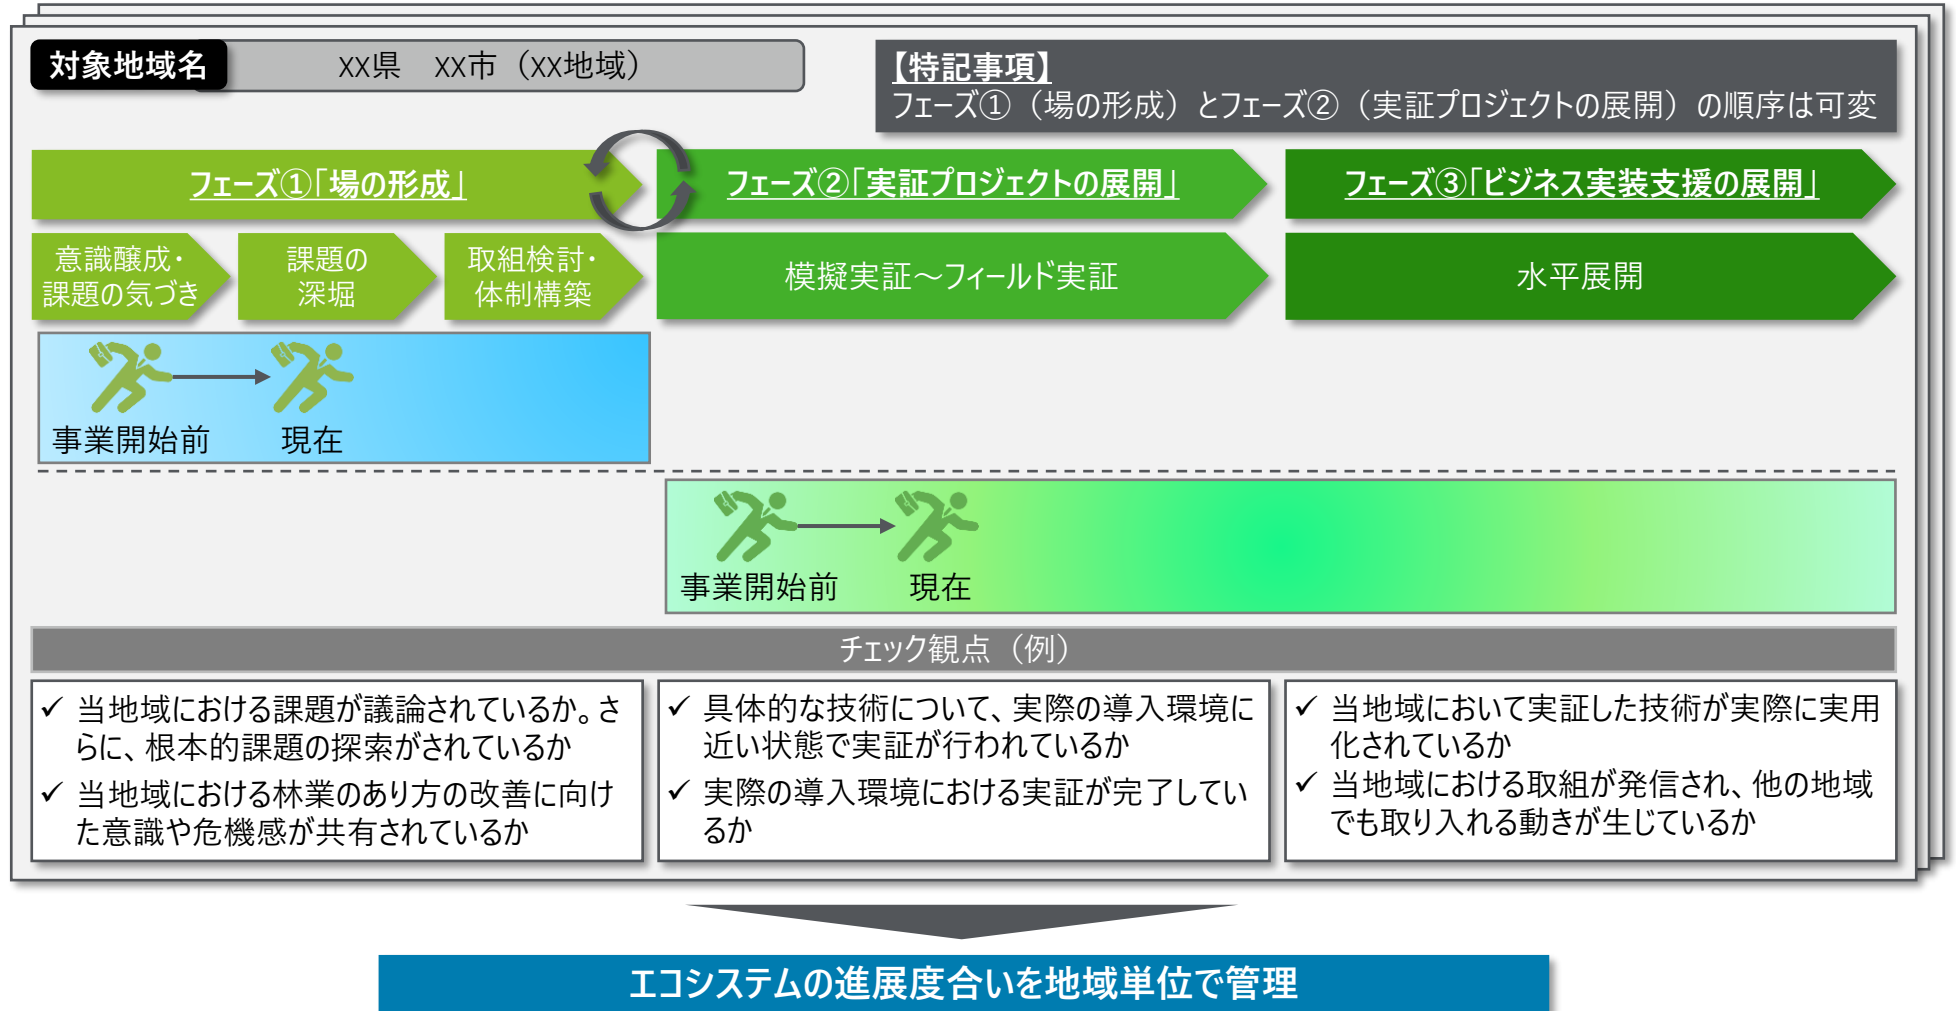 対象地域名
XX県　XX市（XX地域）
【特記事項】
フェーズ①（場の形成）とフェーズ②（実証プロジェクトの展開）の順序は可変
フェーズ①「場の形成」
フェーズ②「実証プロジェクトの展開」
フェーズ③「ビジネス実装支援の展開」
意識醸成・
課題の気づき
課題の
深堀
取組検討・
体制構築
模擬実証～フィールド実証
水平展開
事業開始前
現在
事業開始前
現在
チェック観点（例）
✓ 当地域における課題が議論されているか。さ
らに、根本的課題の探索がされているか
✓ 当地域における林業のあり方の改善に向け
た意識や危機感が共有されているか
✓ 具体的な技術について、実際の導入環境に
近い状態で実証が行われているか
✓ 実際の導入環境における実証が完了してい
るか
✓ 当地域において実証した技術が実際に実用
化されているか
✓ 当地域における取組が発信され、他の地域
でも取り入れる動きが生じているか
エコシステムの進展度合いを地域単位で管理